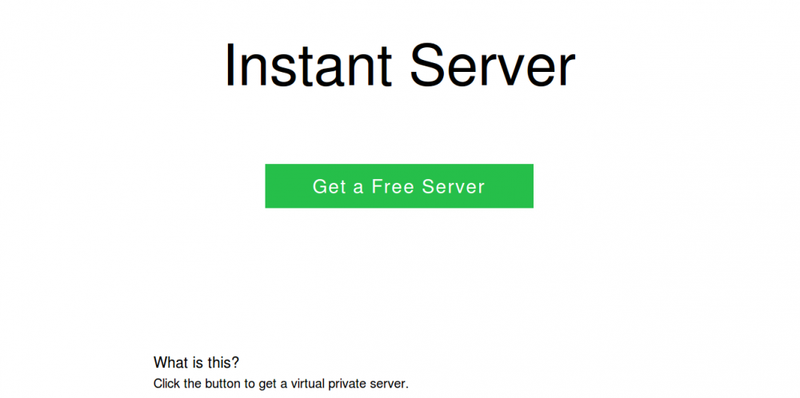 Instant Server
Get a Free Server
What is this?
Click the button to get a virtual private server.